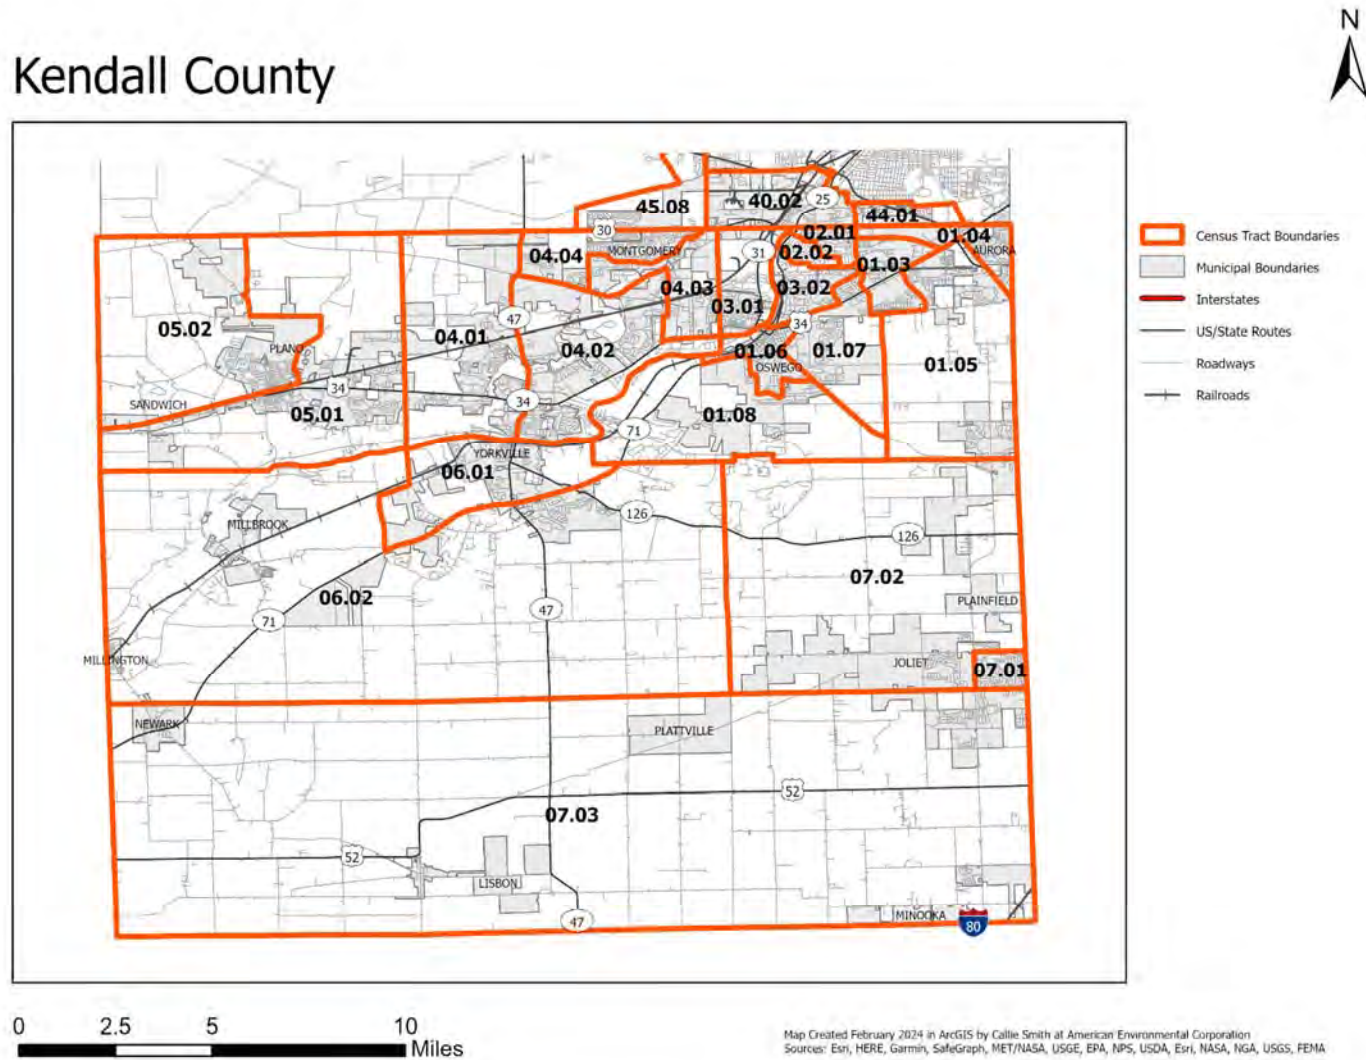 N
Kendall County
45.08
40.02
25
44.01
30
02.01
01.04
04.04
MONTGOMERY
31
02.02
AURORA
01.03
05.02
04.03
03.02
03.01
47
34
04.01
PLANO
04.02
01.06
01.07
OSWEGO
01.05
34
34
SANDWICH
05.01
01.08
71
YORKVILLE
06.01
126
MILLBROOK
126
07.02
06.02
PLAINFIELD
47
71
MILLINGTON
JOLIET
07.01
NEWARK
PLATTVILLE
52
07.03
52
LISBON
MINOOKA
47
80
Census Tract Boundaries
Municipal Boundaries
Interstates
US/State Routes
Roadways
Railroads
0 2.5 5 10
Miles
Map Created February 2024 in ArcGIS by Callie Smith at American Environmental Corporation
Sources: Esri, HERE, Garmin, SafeGraph, MET/NASA, USGE, EPA, NPS, USDA, Esri, NASA, NGA, USGS, FEMA